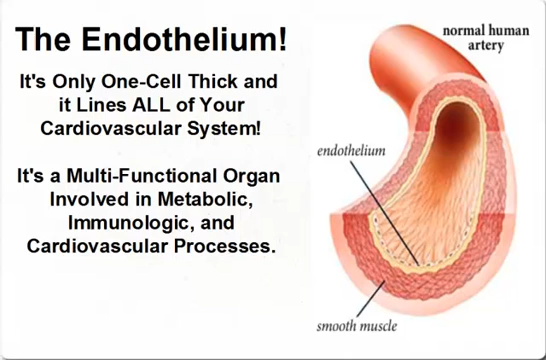 The Endothelium!
It's Only One-Cell Thick and
it Lines ALL of Your
Cardiovascular System!
It's a Multi-Functional Organ
Involved in Metabolic,
Immunologic, and
Cardiovascular Processes.
normal human
artery
endothelium
smooth muscle